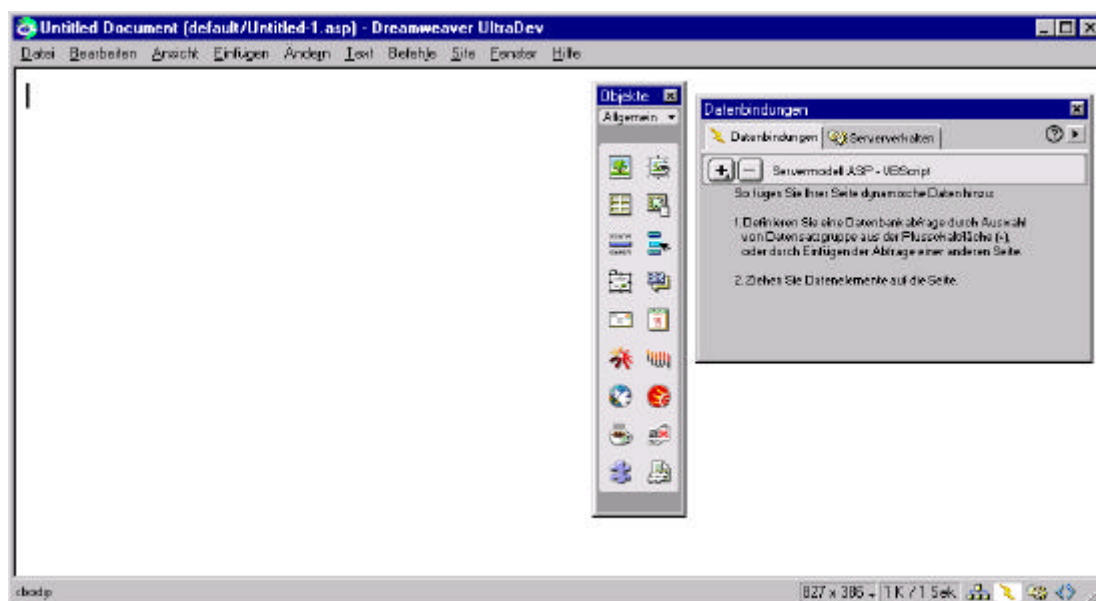 Untitled Document (default/Untitled-1.asp) - Dreamweaver UltraDev
Datei Bearbeiten Ansicht Einfügen Ändern Text Befehle Site Fenster Hilfe
Objekte
Allgemein
Datenbindungen
Datenbindungen Serververhalten
Servermodell: ASP - VBScript
So fügen Sie Ihrer Seite dynamische Daten hinzu:
1. Definieren Sie eine Datenbankabfrage durch Auswahl
von Datensatzgruppe aus der Plusschaltfläche (+),
oder durch Einfügen der Abfrage einer anderen Seite.
2. Ziehen Sie Datenelemente auf die Seite.
<body>
827 x 386 1K / 1 Sek